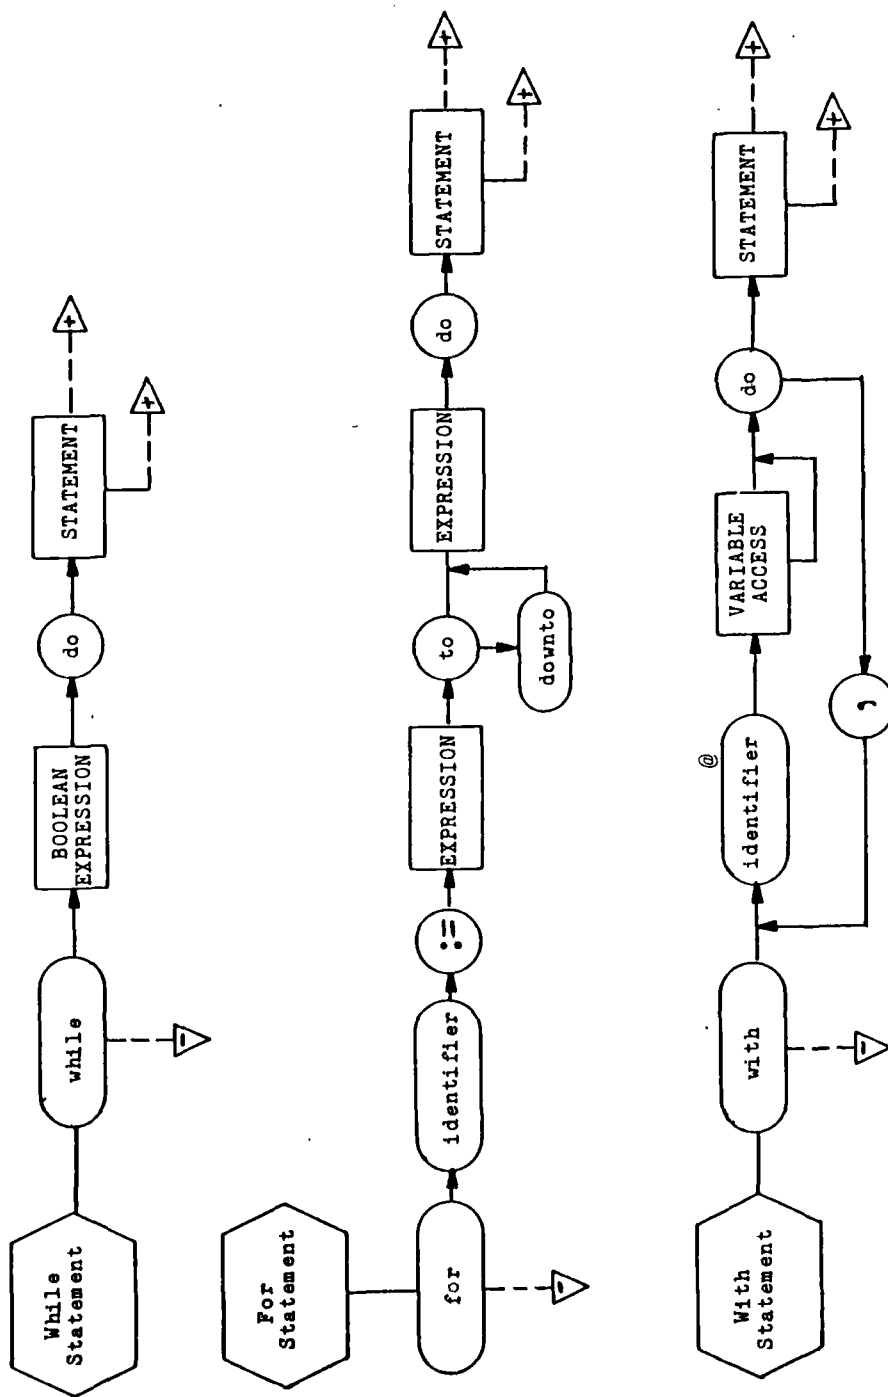 While
Statement
while
BOOLEAN
EXPRESSION
do
STATEMENT
+
+
-
For
Statement
for
identifier
:=
EXPRESSION
to
downto
EXPRESSION
do
STATEMENT
+
+
-
With
Statement
with
identifier
@
VARIABLE
ACCESS
do
,
STATEMENT
+
+
-